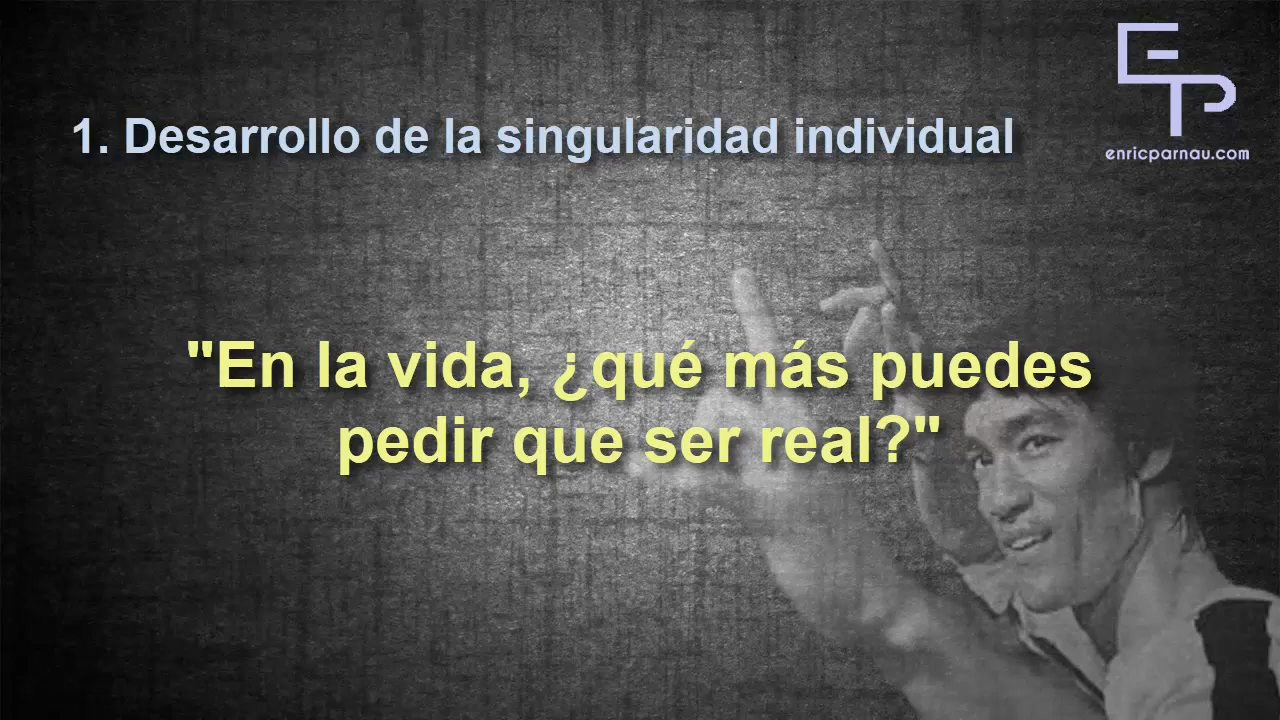 EP
enricparnau.com
1. Desarrollo de la singularidad individual
"En la vida, ¿qué más puedes
pedir que ser real?"